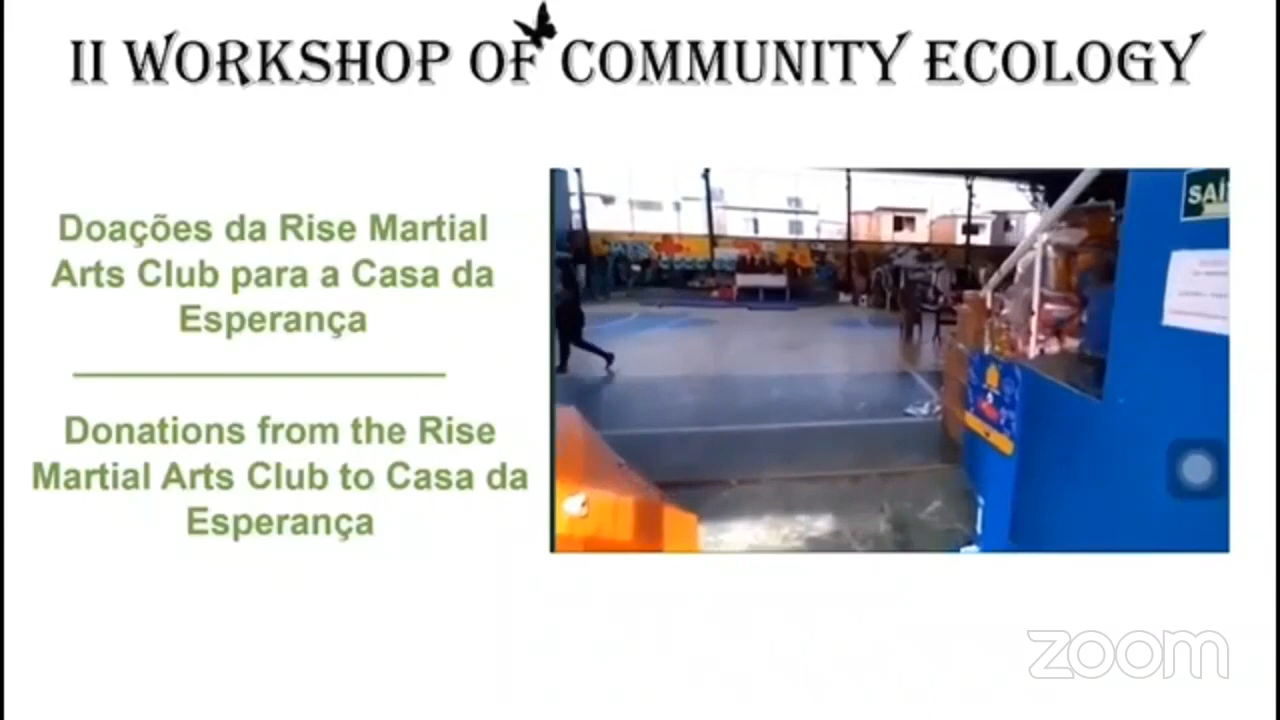 II WORKSHOP OF COMMUNITY ECOLOGY
Doações da Rise Martial
Arts Club para a Casa da
Esperança
Donations from the Rise
Martial Arts Club to Casa da
Esperança
SAÍ
zoom